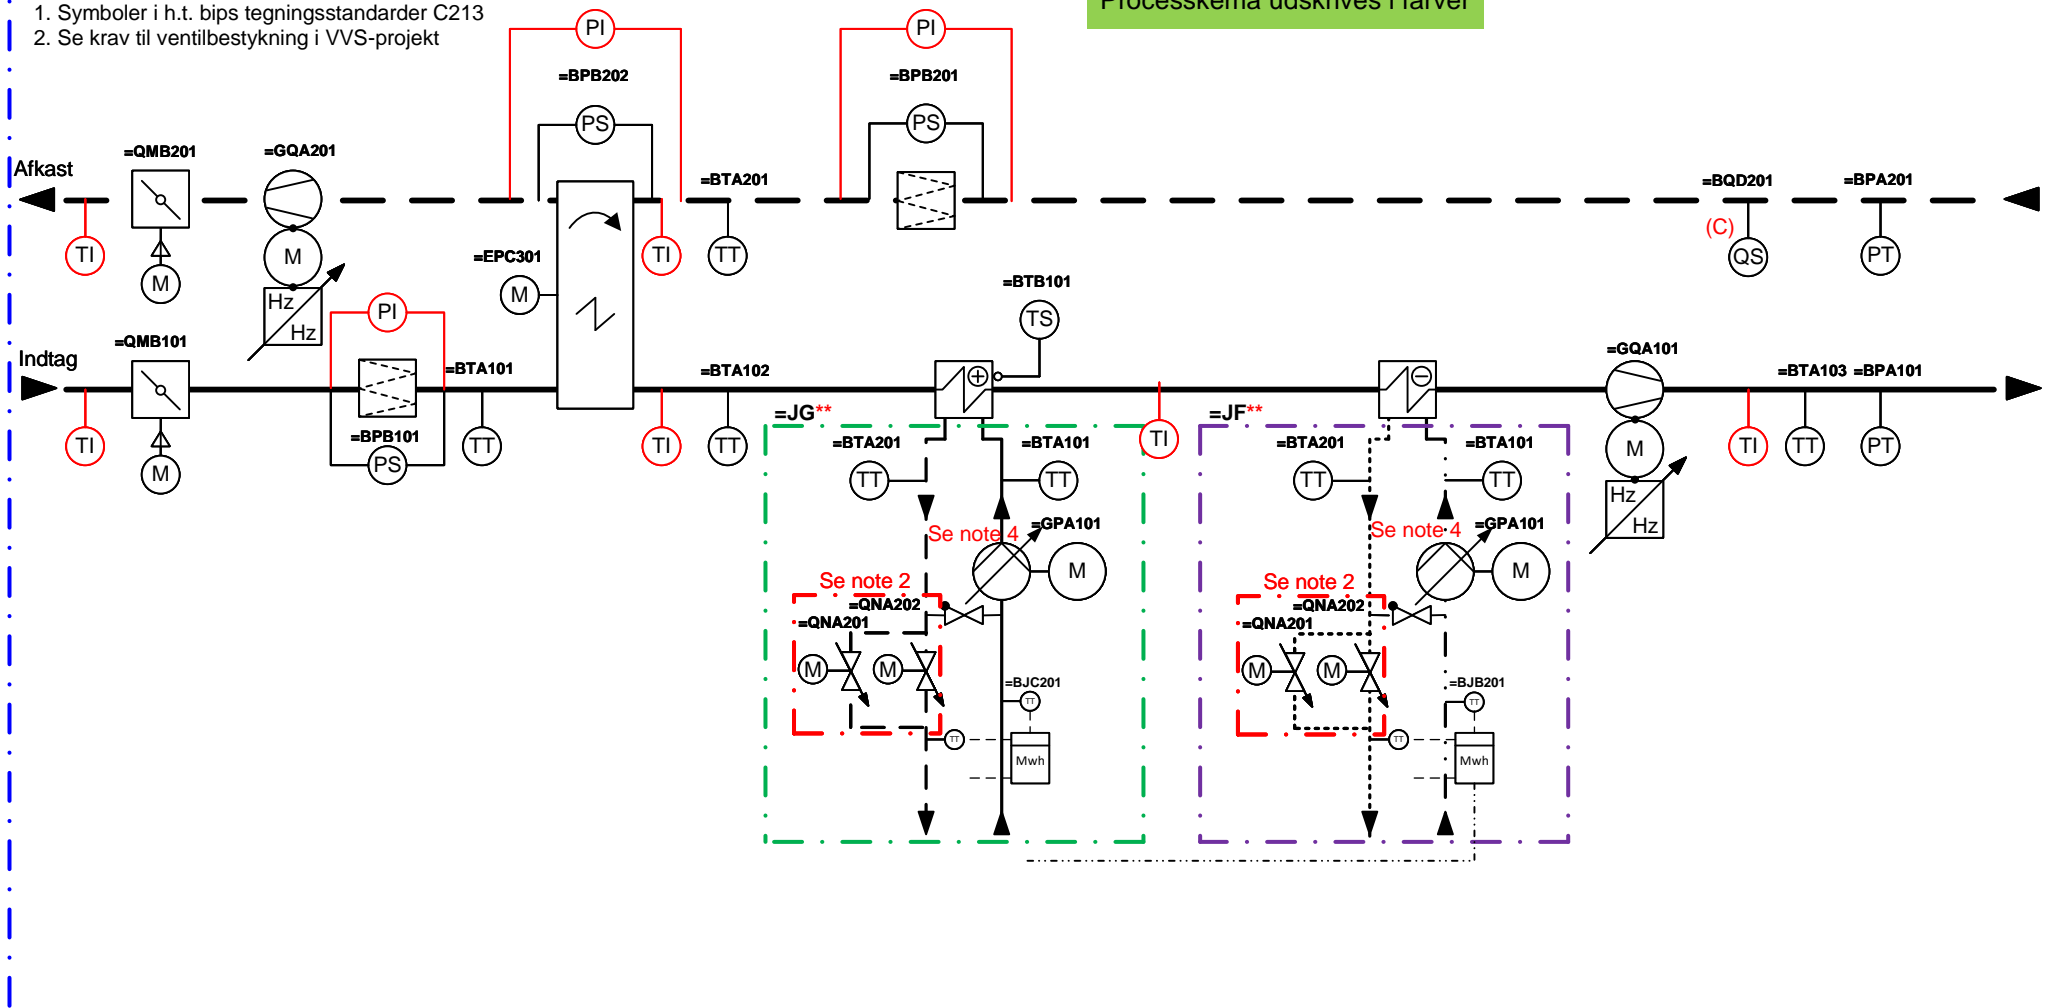 1. Symboler i h.t. bips tegningsstandarder C213
2. Se krav til ventilbestykning i VVS-projekt
Processkema udskrives i farver
PI
PI
=BPB202
=BPB201
PS
PS
=QMB201
=GQA201
Afkast
=BTA201
=BQD201
=BPA201
(C)
TI
M
M
TI
TT
QS
PT
=EPC301
M
Hz
Hz
=BTB101
TS
PI
Indtag
=QMB101
=BTA101
=BTA102
=GQA101
=BTA103
=BPA101
=JG**
=JF**
TI
M
=BPB101
PS
TT
TI
TT
TI
M
TI
TT
PT
=BTA201
=BTA101
=BTA201
=BTA101
TT
TT
TT
TT
Hz
Hz
Se note 4
=GPA101
Se note 4
=GPA101
M
M
Se note 2
Se note 2
=QNA202
=QNA202
=QNA201
=QNA201
M
M
M
M
=BJC201
=BJB201
TT
TT
TT
TT
Mwh
Mwh